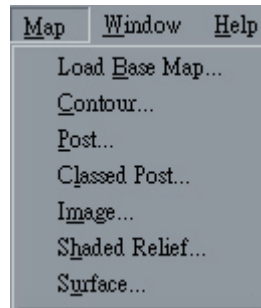 Map Window Help
Load Base Map...
Contour...
Post...
Classed Post...
Image...
Shaded Relief...
Surface...